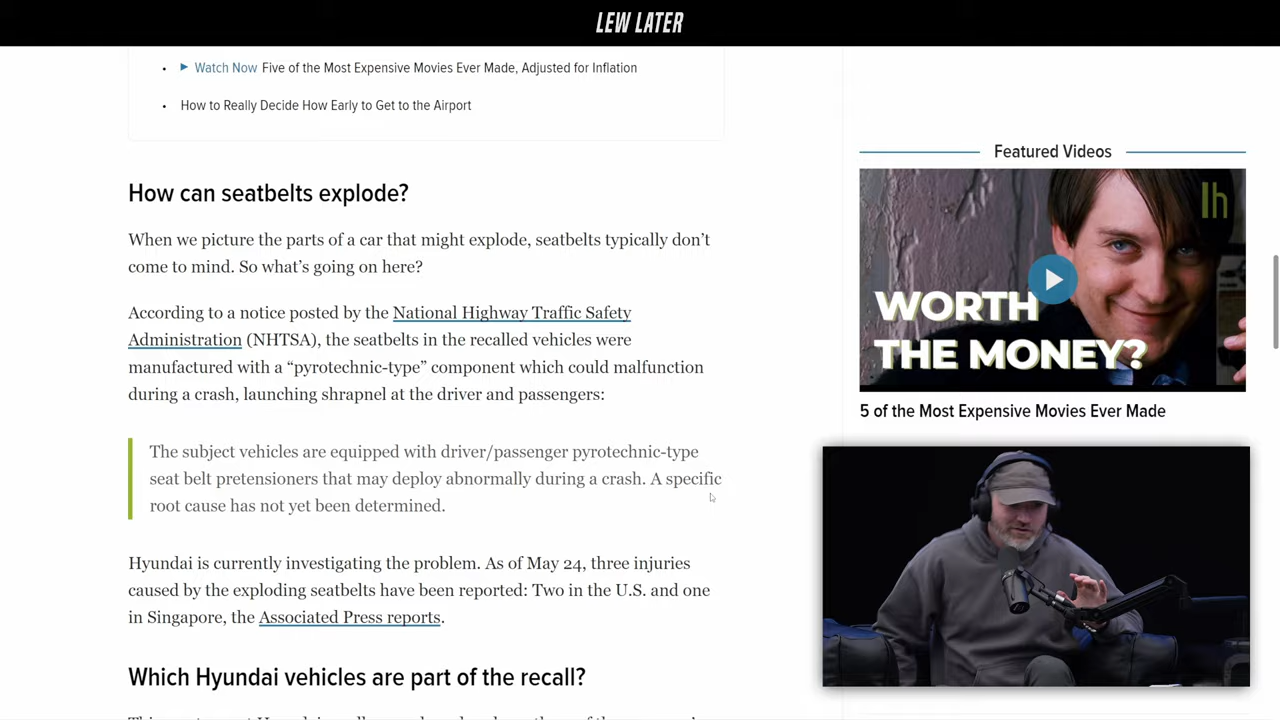 LEW LATER
• Watch Now Five of the Most Expensive Movies Ever Made, Adjusted for Inflation
• How to Really Decide How Early to Get to the Airport
How can seatbelts explode?
When we picture the parts of a car that might explode, seatbelts typically don’t
come to mind. So what’s going on here?
According to a notice posted by the National Highway Traffic Safety
Administration (NHTSA), the seatbelts in the recalled vehicles were
manufactured with a “pyrotechnic-type” component which could malfunction
during a crash, launching shrapnel at the driver and passengers:
The subject vehicles are equipped with driver/passenger pyrotechnic-type
seat belt pretensioners that may deploy abnormally during a crash. A specific
root cause has not yet been determined.
Hyundai is currently investigating the problem. As of May 24, three injuries
caused by the exploding seatbelts have been reported: Two in the U.S. and one
in Singapore, the Associated Press reports.
Which Hyundai vehicles are part of the recall?
Featured Videos
lh
WORTH
THE MONEY?
5 of the Most Expensive Movies Ever Made